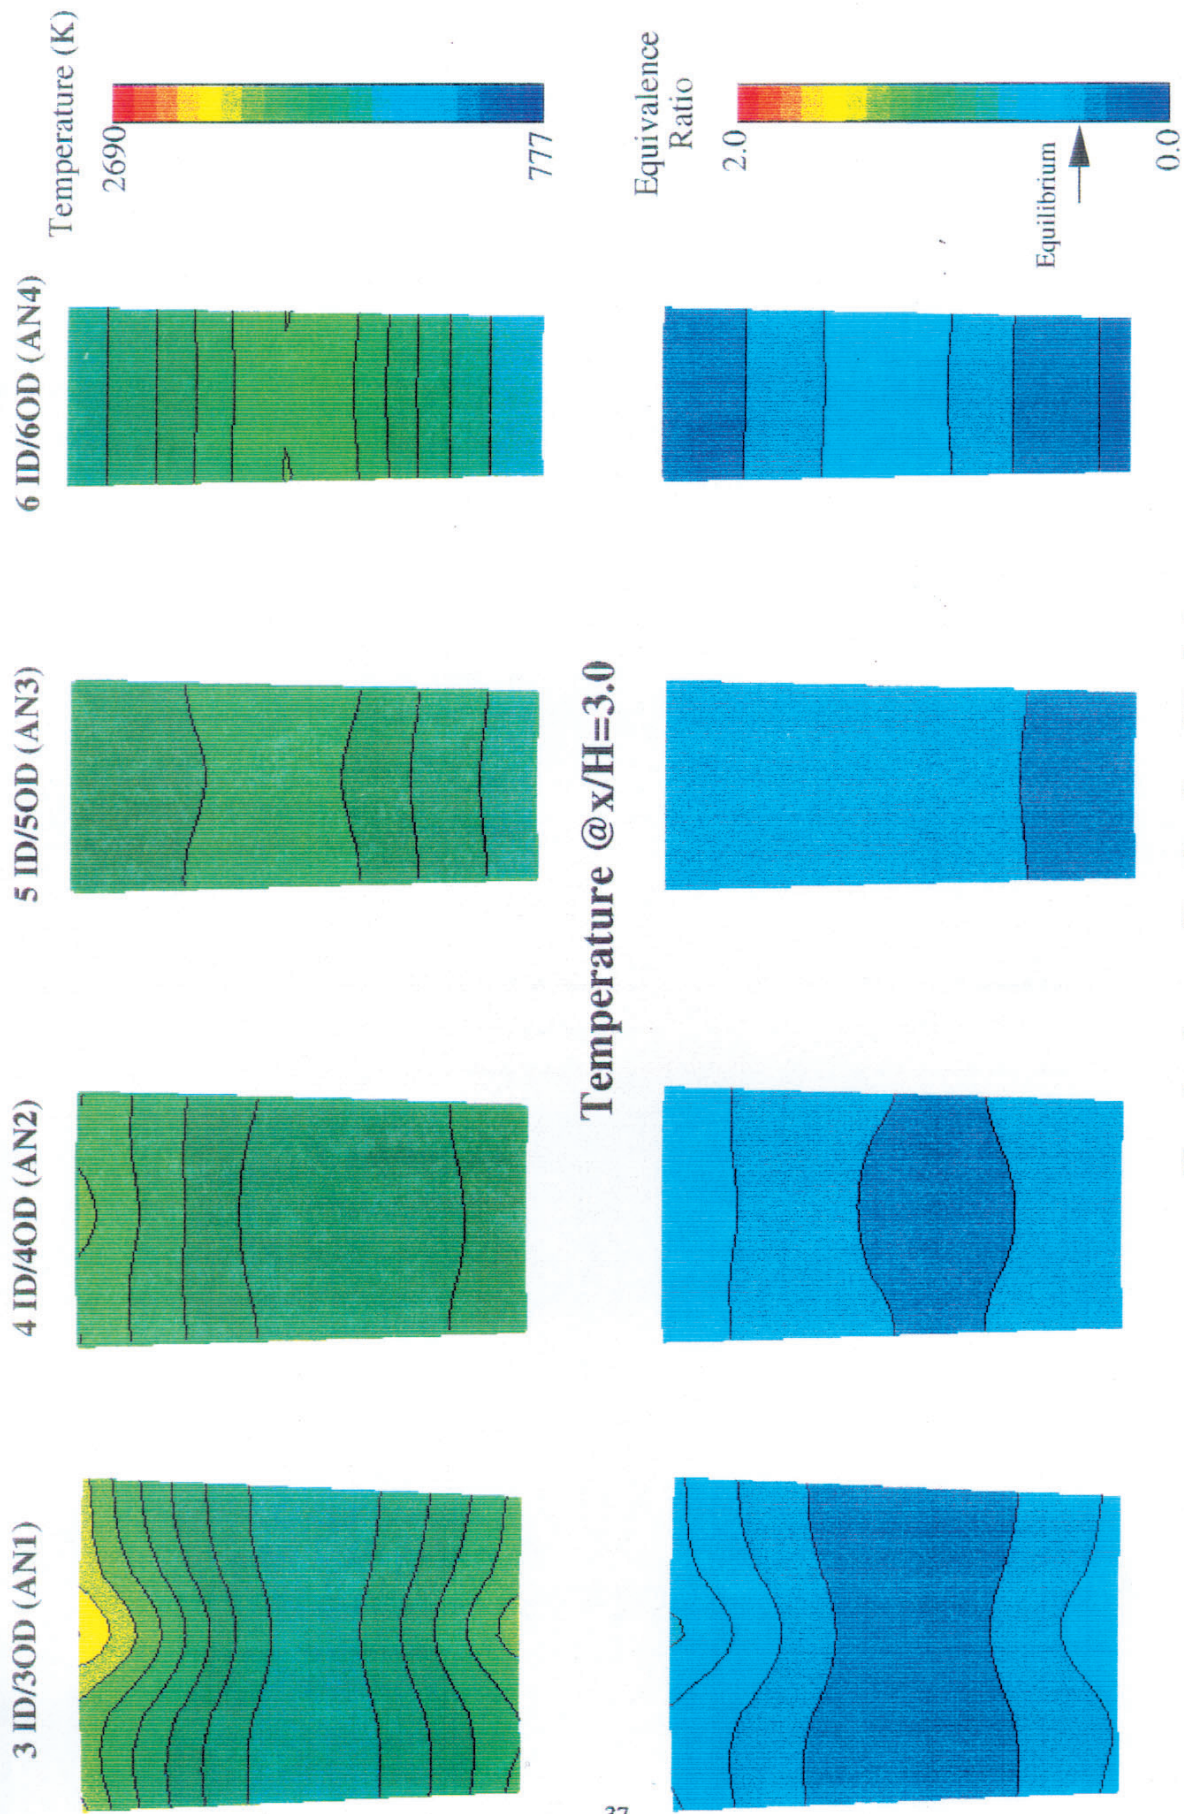 3 ID/3OD (AN1)
4 ID/4OD (AN2)
5 ID/5OD (AN3)
6 ID/6OD (AN4)
Temperature (K)
2690
777
Temperature @x/H=3.0
Equivalence
Ratio
2.0
Equilibrium
0.0
37